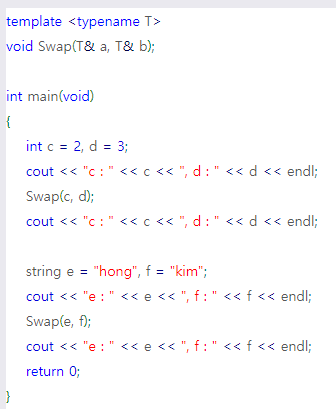 template <typename T>
void Swap(T& a, T& b);
int main(void)
{
int c = 2, d = 3;
cout << "c : " << c << ", d : " << d << endl;
Swap(c, d);
cout << "c : " << c << ", d : " << d << endl;
string e = "hong", f = "kim";
cout << "e : " << e << ", f : " << f << endl;
Swap(e, f);
cout << "e : " << e << ", f : " << f << endl;
return 0;
}